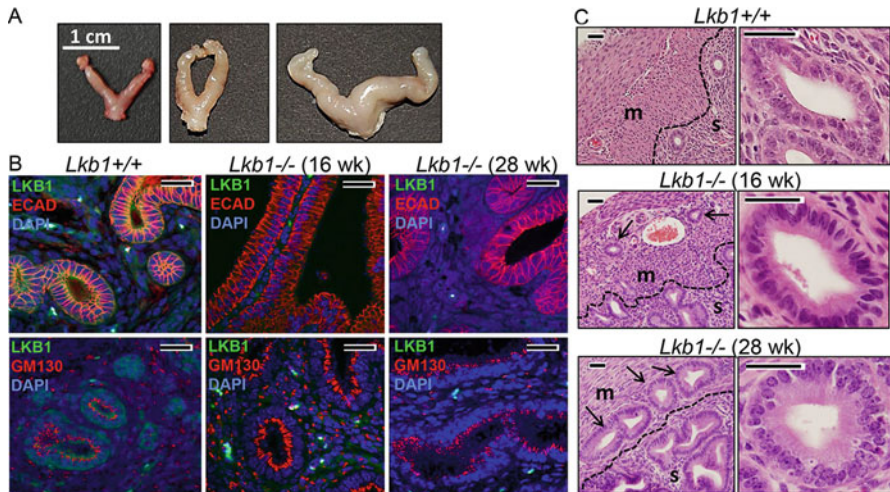 A
1 cm
B
Lkb1+/+
Lkb1-/- (16 wk)
Lkb1-/- (28 wk)
LKB1
ECAD
DAPI
LKB1
ECAD
DAPI
LKB1
ECAD
DAPI
LKB1
GM130
DAPI
LKB1
GM130
DAPI
LKB1
GM130
DAPI
C
Lkb1+/+
m
s
Lkb1-/- (16 wk)
m
s
Lkb1-/- (28 wk)
m
s